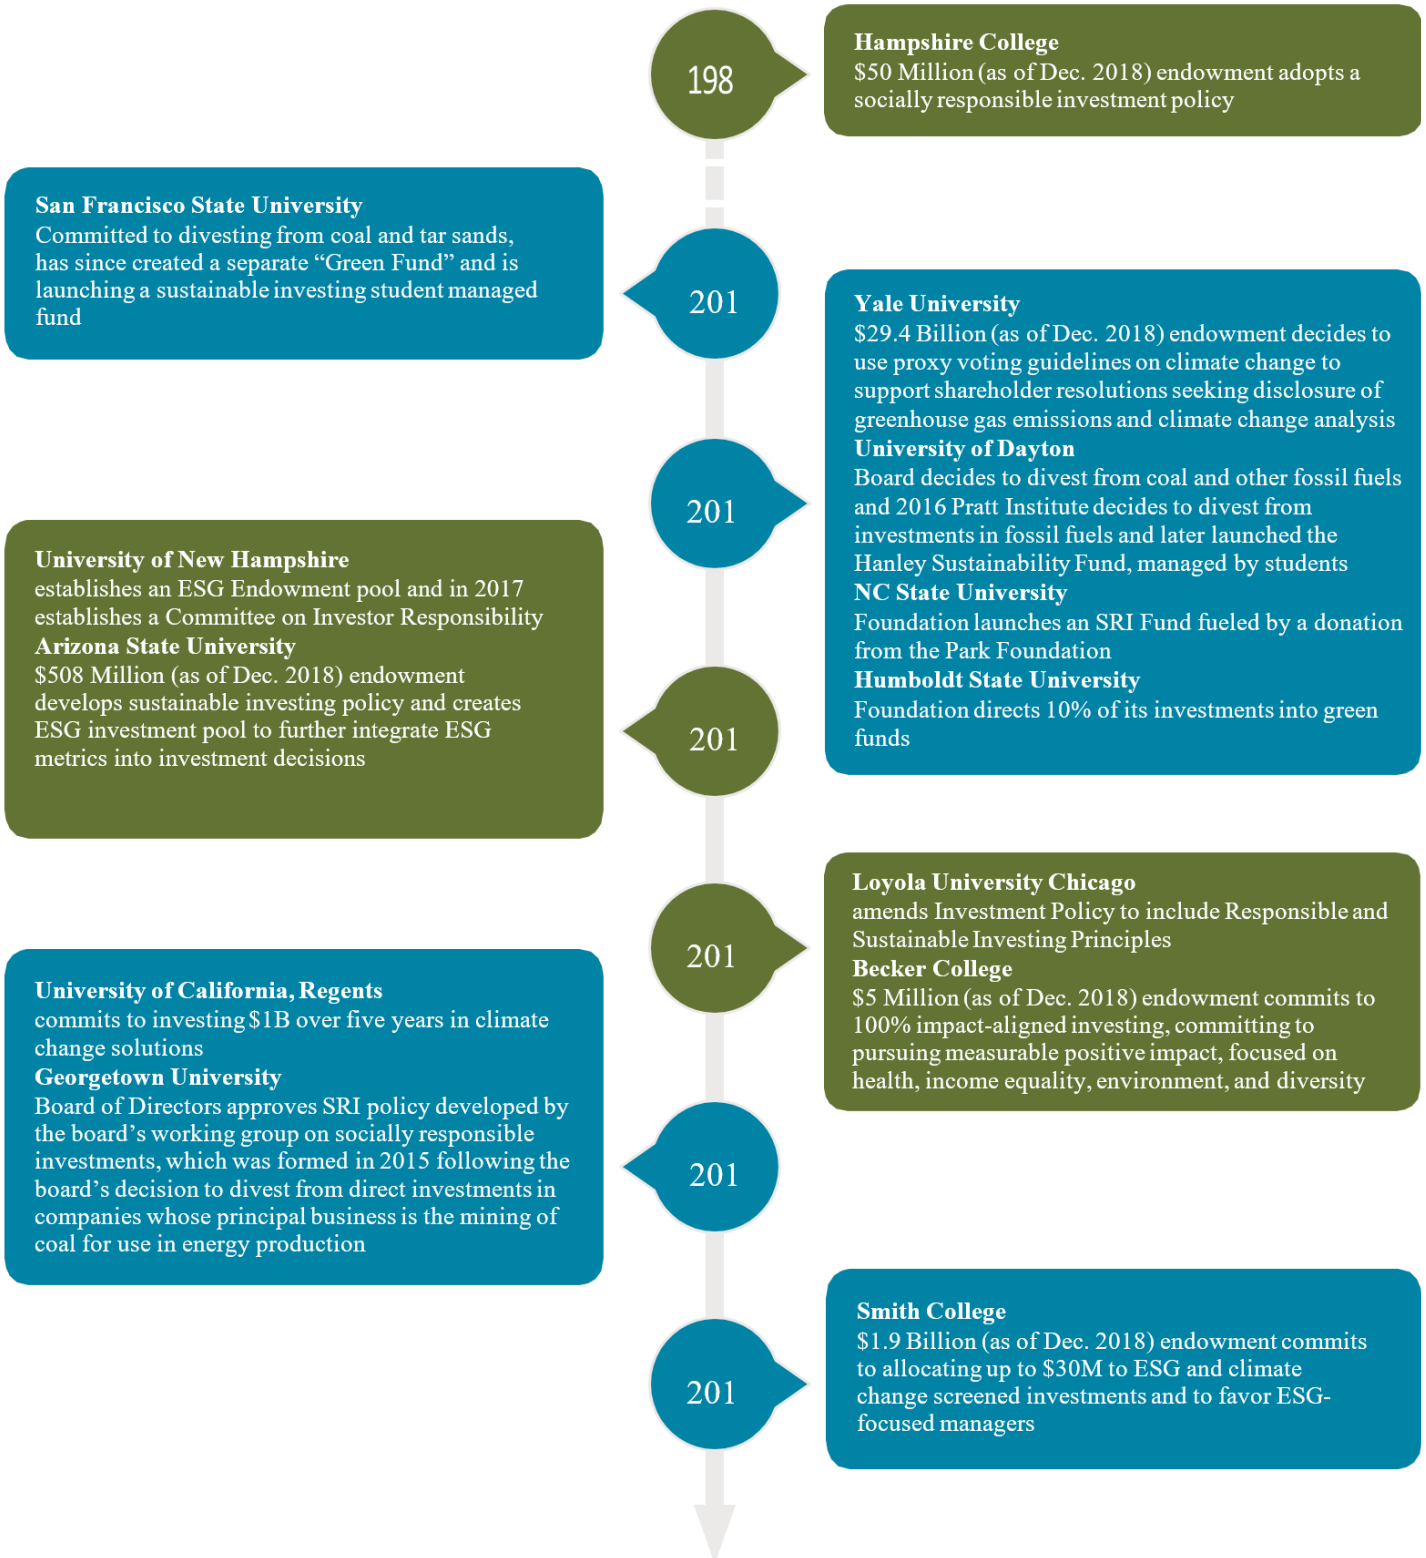 198
Hampshire College
$50 Million (as of Dec. 2018) endowment adopts a
socially responsible investment policy
San Francisco State University
Committed to divesting from coal and tar sands,
has since created a separate “Green Fund” and is
launching a sustainable investing student managed
fund
201
Yale University
$29.4 Billion (as of Dec. 2018) endowment decides to
use proxy voting guidelines on climate change to
support shareholder resolutions seeking disclosure of
greenhouse gas emissions and climate change analysis
University of Dayton
Board decides to divest from coal and other fossil fuels
and 2016 Pratt Institute decides to divest from
investments in fossil fuels and later launched the
Hanley Sustainability Fund, managed by students
NC State University
Foundation launches an SRI Fund fueled by a donation
from the Park Foundation
Humboldt State University
Foundation directs 10% of its investments into green
funds
201
University of New Hampshire
establishes an ESG Endowment pool and in 2017
establishes a Committee on Investor Responsibility
Arizona State University
$508 Million (as of Dec. 2018) endowment
develops sustainable investing policy and creates
ESG investment pool to further integrate ESG
metrics into investment decisions
201
Loyola University Chicago
amends Investment Policy to include Responsible and
Sustainable Investing Principles
Becker College
$5 Million (as of Dec. 2018) endowment commits to
100% impact-aligned investing, committing to
pursuing measurable positive impact, focused on
health, income equality, environment, and diversity
201
University of California, Regents
commits to investing $1B over five years in climate
change solutions
Georgetown University
Board of Directors approves SRI policy developed by
the board’s working group on socially responsible
investments, which was formed in 2015 following the
board’s decision to divest from direct investments in
companies whose principal business is the mining of
coal for use in energy production
201
Smith College
$1.9 Billion (as of Dec. 2018) endowment commits
to allocating up to $30M to ESG and climate
change screened investments and to favor ESG-
focused managers
201